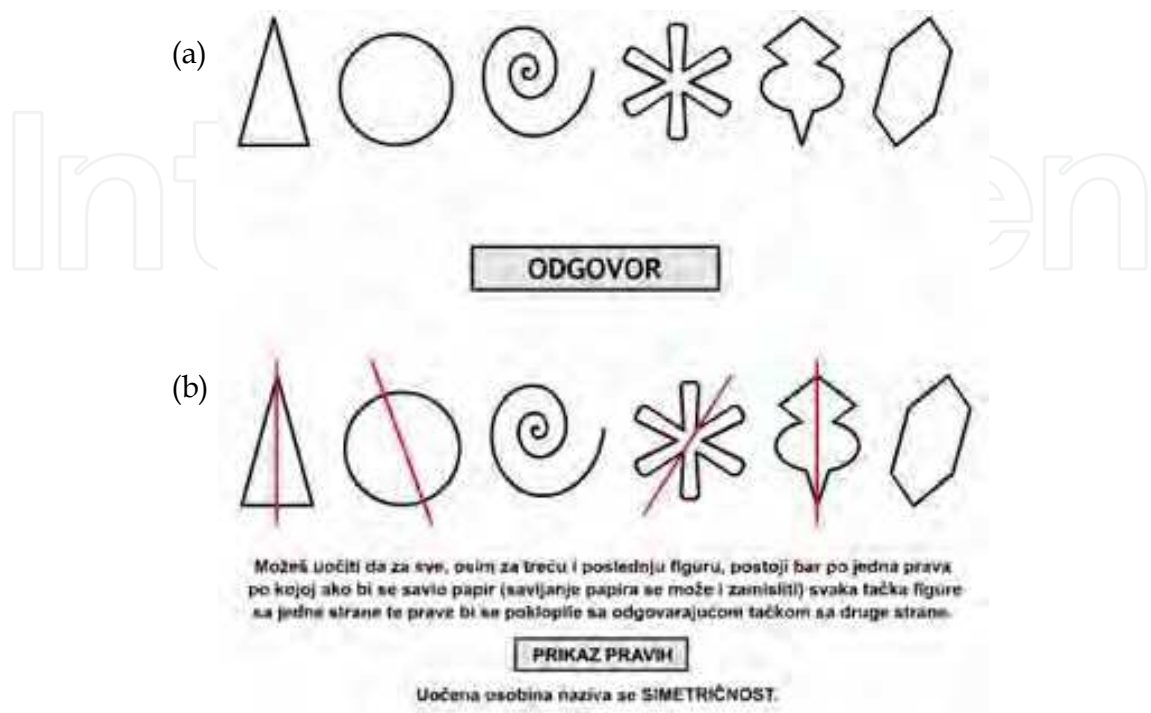 (a)
ODGOVOR
(b)
Možeš uočiti da za sve, osim za treću i poslednju figuru, postoji bar po jedna prava
po kojoj ako bi se savio papir (savijanje papira se može i zamisliti) svaka tačka figure
sa jedne strane te prave bi se poklopile sa odgovarajućom tačkom sa druge strane.
PRIKAZ PRAVIH
Uočena osobina naziva se SIMETRIČNOST.